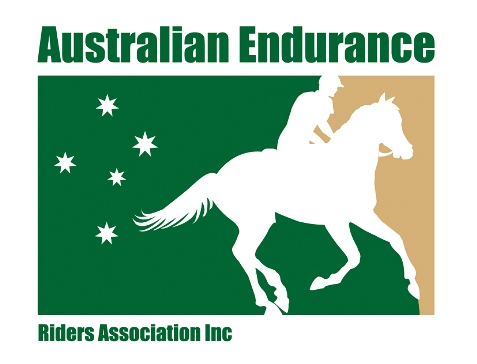 Australian Endurance
Riders Association Inc